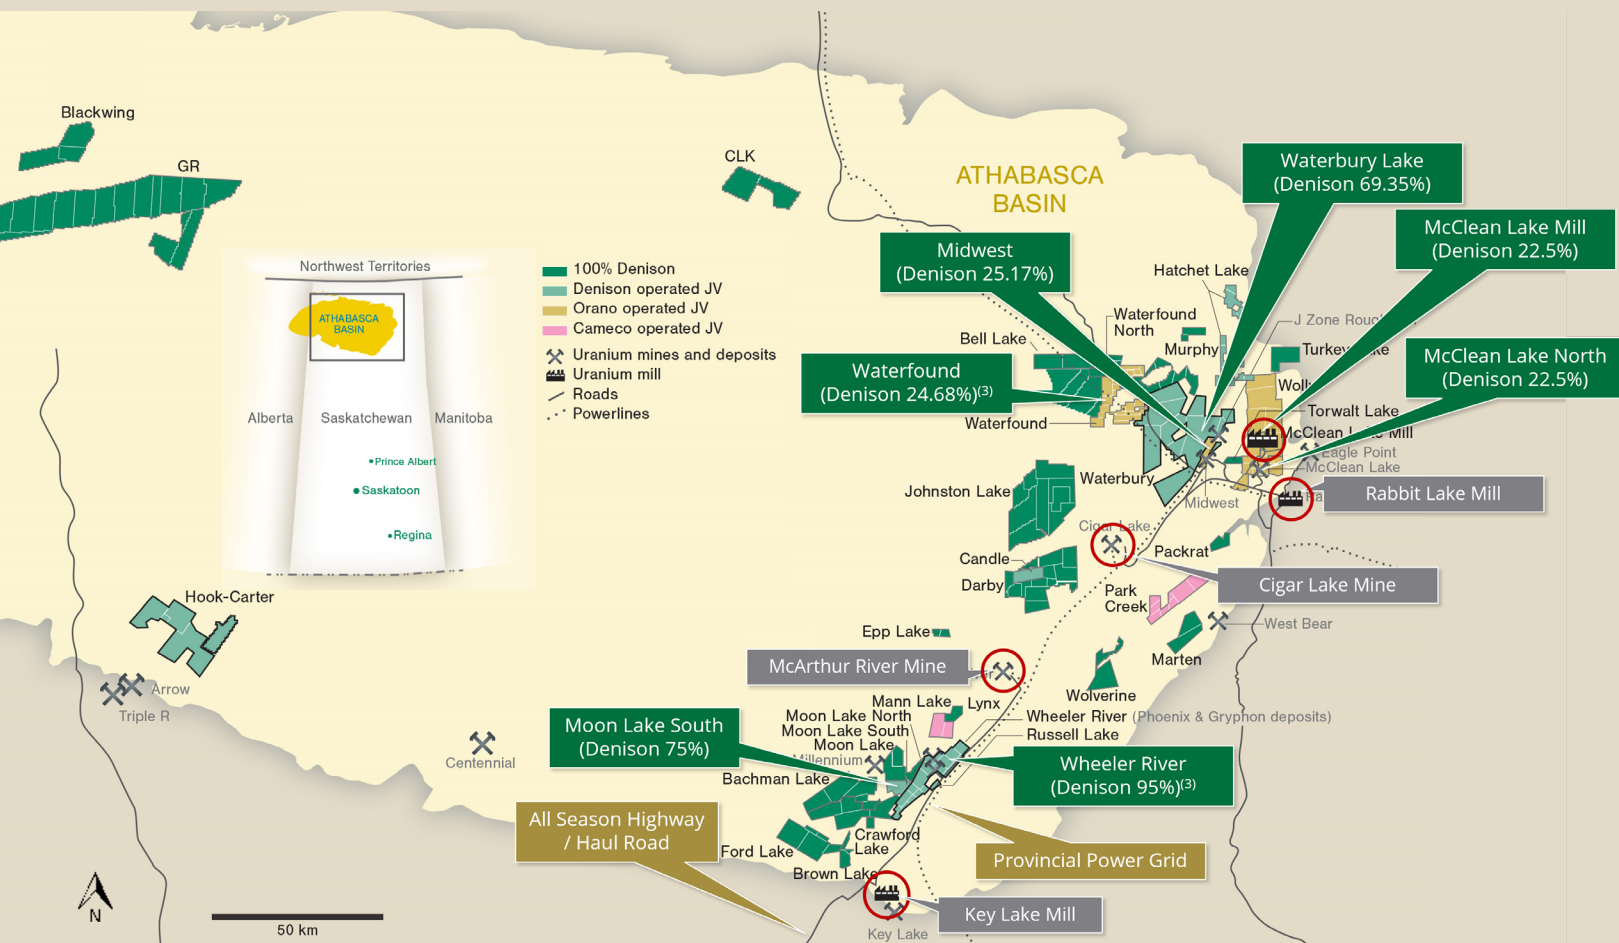 Blackwing
GR
CLK
ATHABASCA
BASIN
Waterbury Lake
(Denison 69.35%)
McClean Lake Mill
(Denison 22.5%)
Midwest
(Denison 25.17%)
Northwest Territories
ATHABASCA
BASIN
Alberta
Saskatchewan
Manitoba
Prince Albert
Saskatoon
Regina
100% Denison
Denison operated JV
Orano operated JV
Cameco operated JV
Uranium mines and deposits
Uranium mill
Roads
Powerlines
Hatchet Lake
Waterfound
North
J Zone
Bell Lake
Murphy
McClean Lake North
(Denison 22.5%)
Waterfound
(Denison 24.68%)(3)
Torwalt Lake
Waterfound
McClean Lake Mill
Eagle Point
McClean Lake
Waterbury
Johnston Lake
Midwest
Rabbit Lake Mill
Cigar Lake
Packrat
Candle
Darby
Cigar Lake Mine
Park
Creek
Hook-Carter
West Bear
Epp Lake
Marten
McArthur River Mine
Wolverine
Arrow
Triple R
Mann Lake
Lynx
Moon Lake North
Wheeler River (Phoenix & Gryphon deposits)
Moon Lake South
Russell Lake
Moon Lake
Moon Lake South
(Denison 75%)
Millennium
Centennial
Wheeler River
(Denison 95%)(3)
Bachman Lake
All Season Highway
/ Haul Road
Crawford
Lake
Ford Lake
Provincial Power Grid
Brown Lake
N
50 km
Key Lake Mill
Key Lake